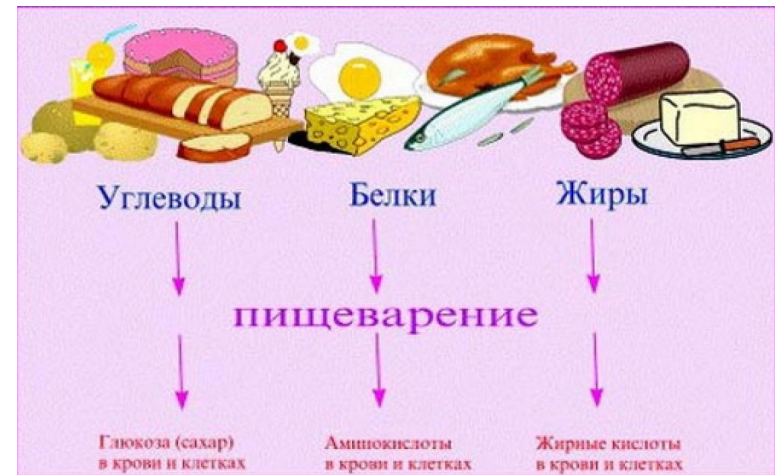 Углеводы Белки Жиры
пищеварение
Глюкоза (сахар)
в крови и клетках
Аминокислоты
в крови и клетках
Жирные кислоты
в крови и клетках